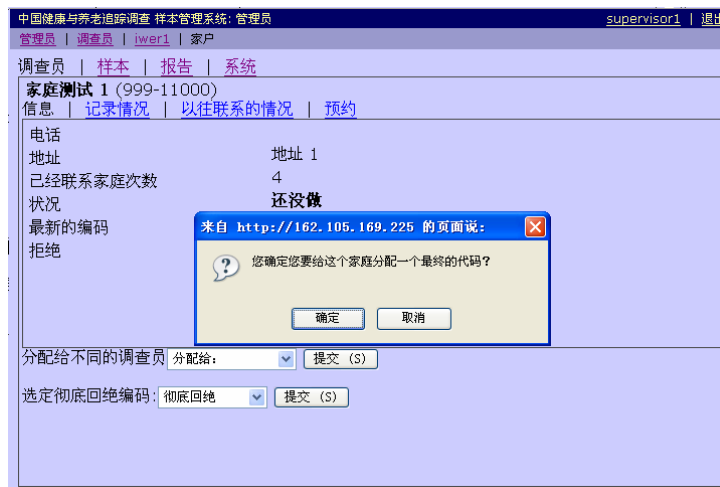 中国健康与养老追踪调查 样本管理系统: 管理员 supervisor1 | 退出
管理员 | 调查员 | iwer1 | 家户
调查员 | 样本 | 报告 | 系统
家庭测试 1 (999-11000)
信息 | 记录情况 | 以往联系的情况 | 预约
电话
地址 地址 1
已经联系家庭次数 4
状况 还没做
最新的编码
拒绝
来自 http://162.105.169.225 的页面说:
您确定您要给这个家庭分配一个最终的代码?
确定 取消
分配给不同的调查员 分配给: 提交 (S)
选定彻底回绝编码: 彻底回绝 提交 (S)